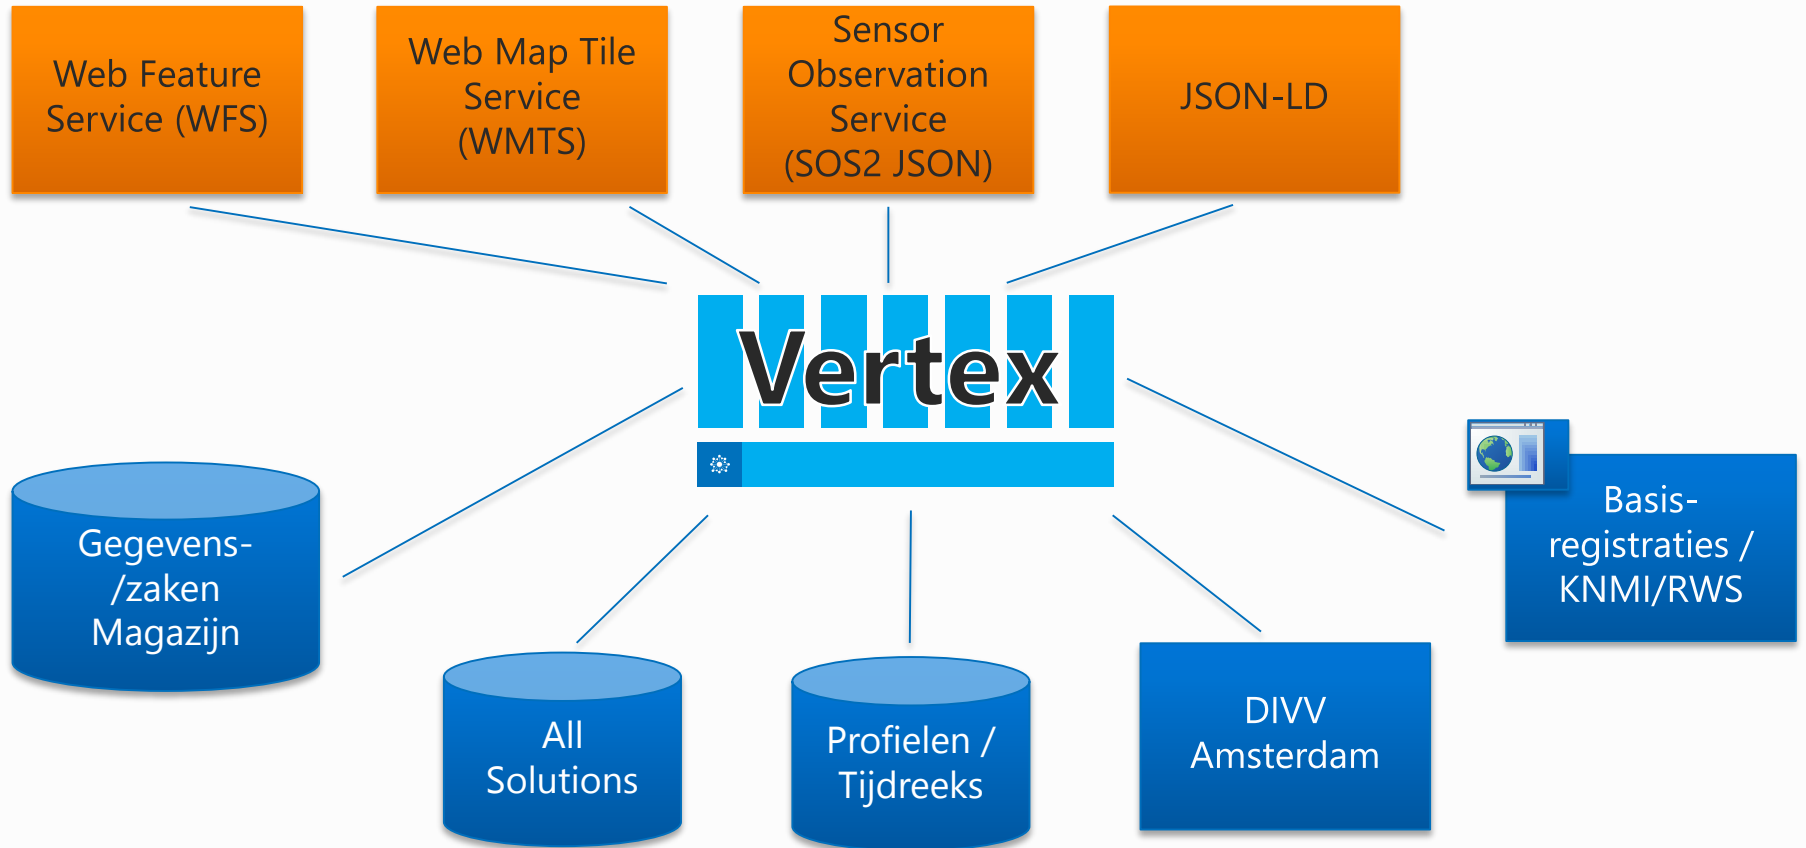 Web Feature
Service (WFS)
Web Map Tile
Service
(WMTS)
Sensor
Observation
Service
(SOS2 JSON)
JSON-LD
Vertex
Gegevens-
/zaken
Magazijn
All
Solutions
Profielen /
Tijdreeks
DIVV
Amsterdam
Basis-
registraties /
KNMI/RWS